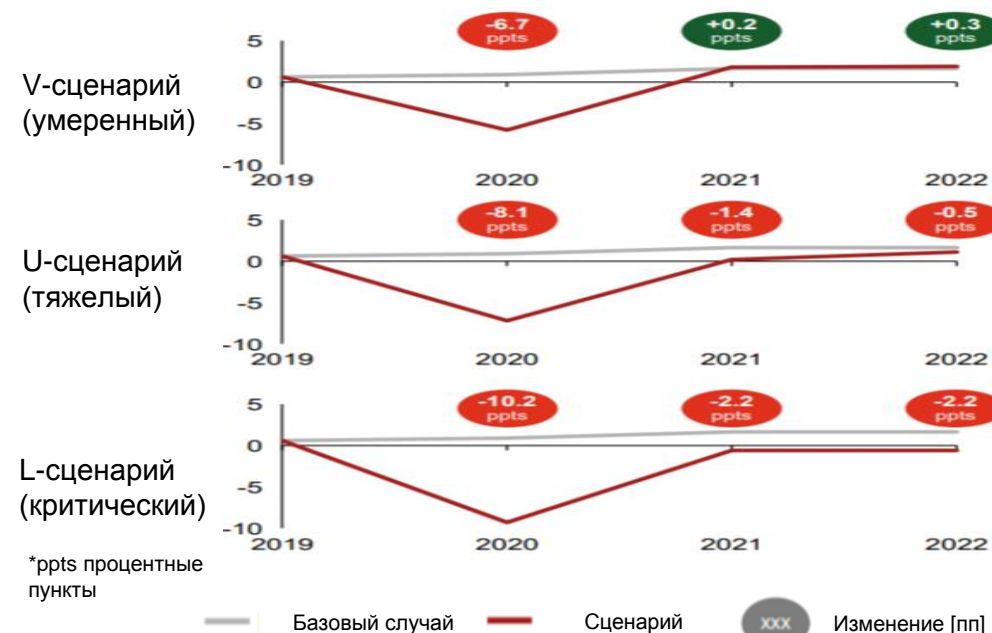 -6.7
ppts
+0.2
ppts
+0.3
ppts
5
V-сценарий
(умеренный)
0
-5
-10
2019
2020
2021
2022
-8.1
ppts
-1.4
ppts
-0.5
ppts
5
U-сценарий
(тяжелый)
0
-5
-10
2019
2020
2021
2022
-10.2
ppts
-2.2
ppts
-2.2
ppts
5
0
L-сценарий
(критический)
-5
-10
2019
2020
2021
2022
*ppts процентные
пункты
Базовый случай
Сценарий
xxx
Изменение [пп]